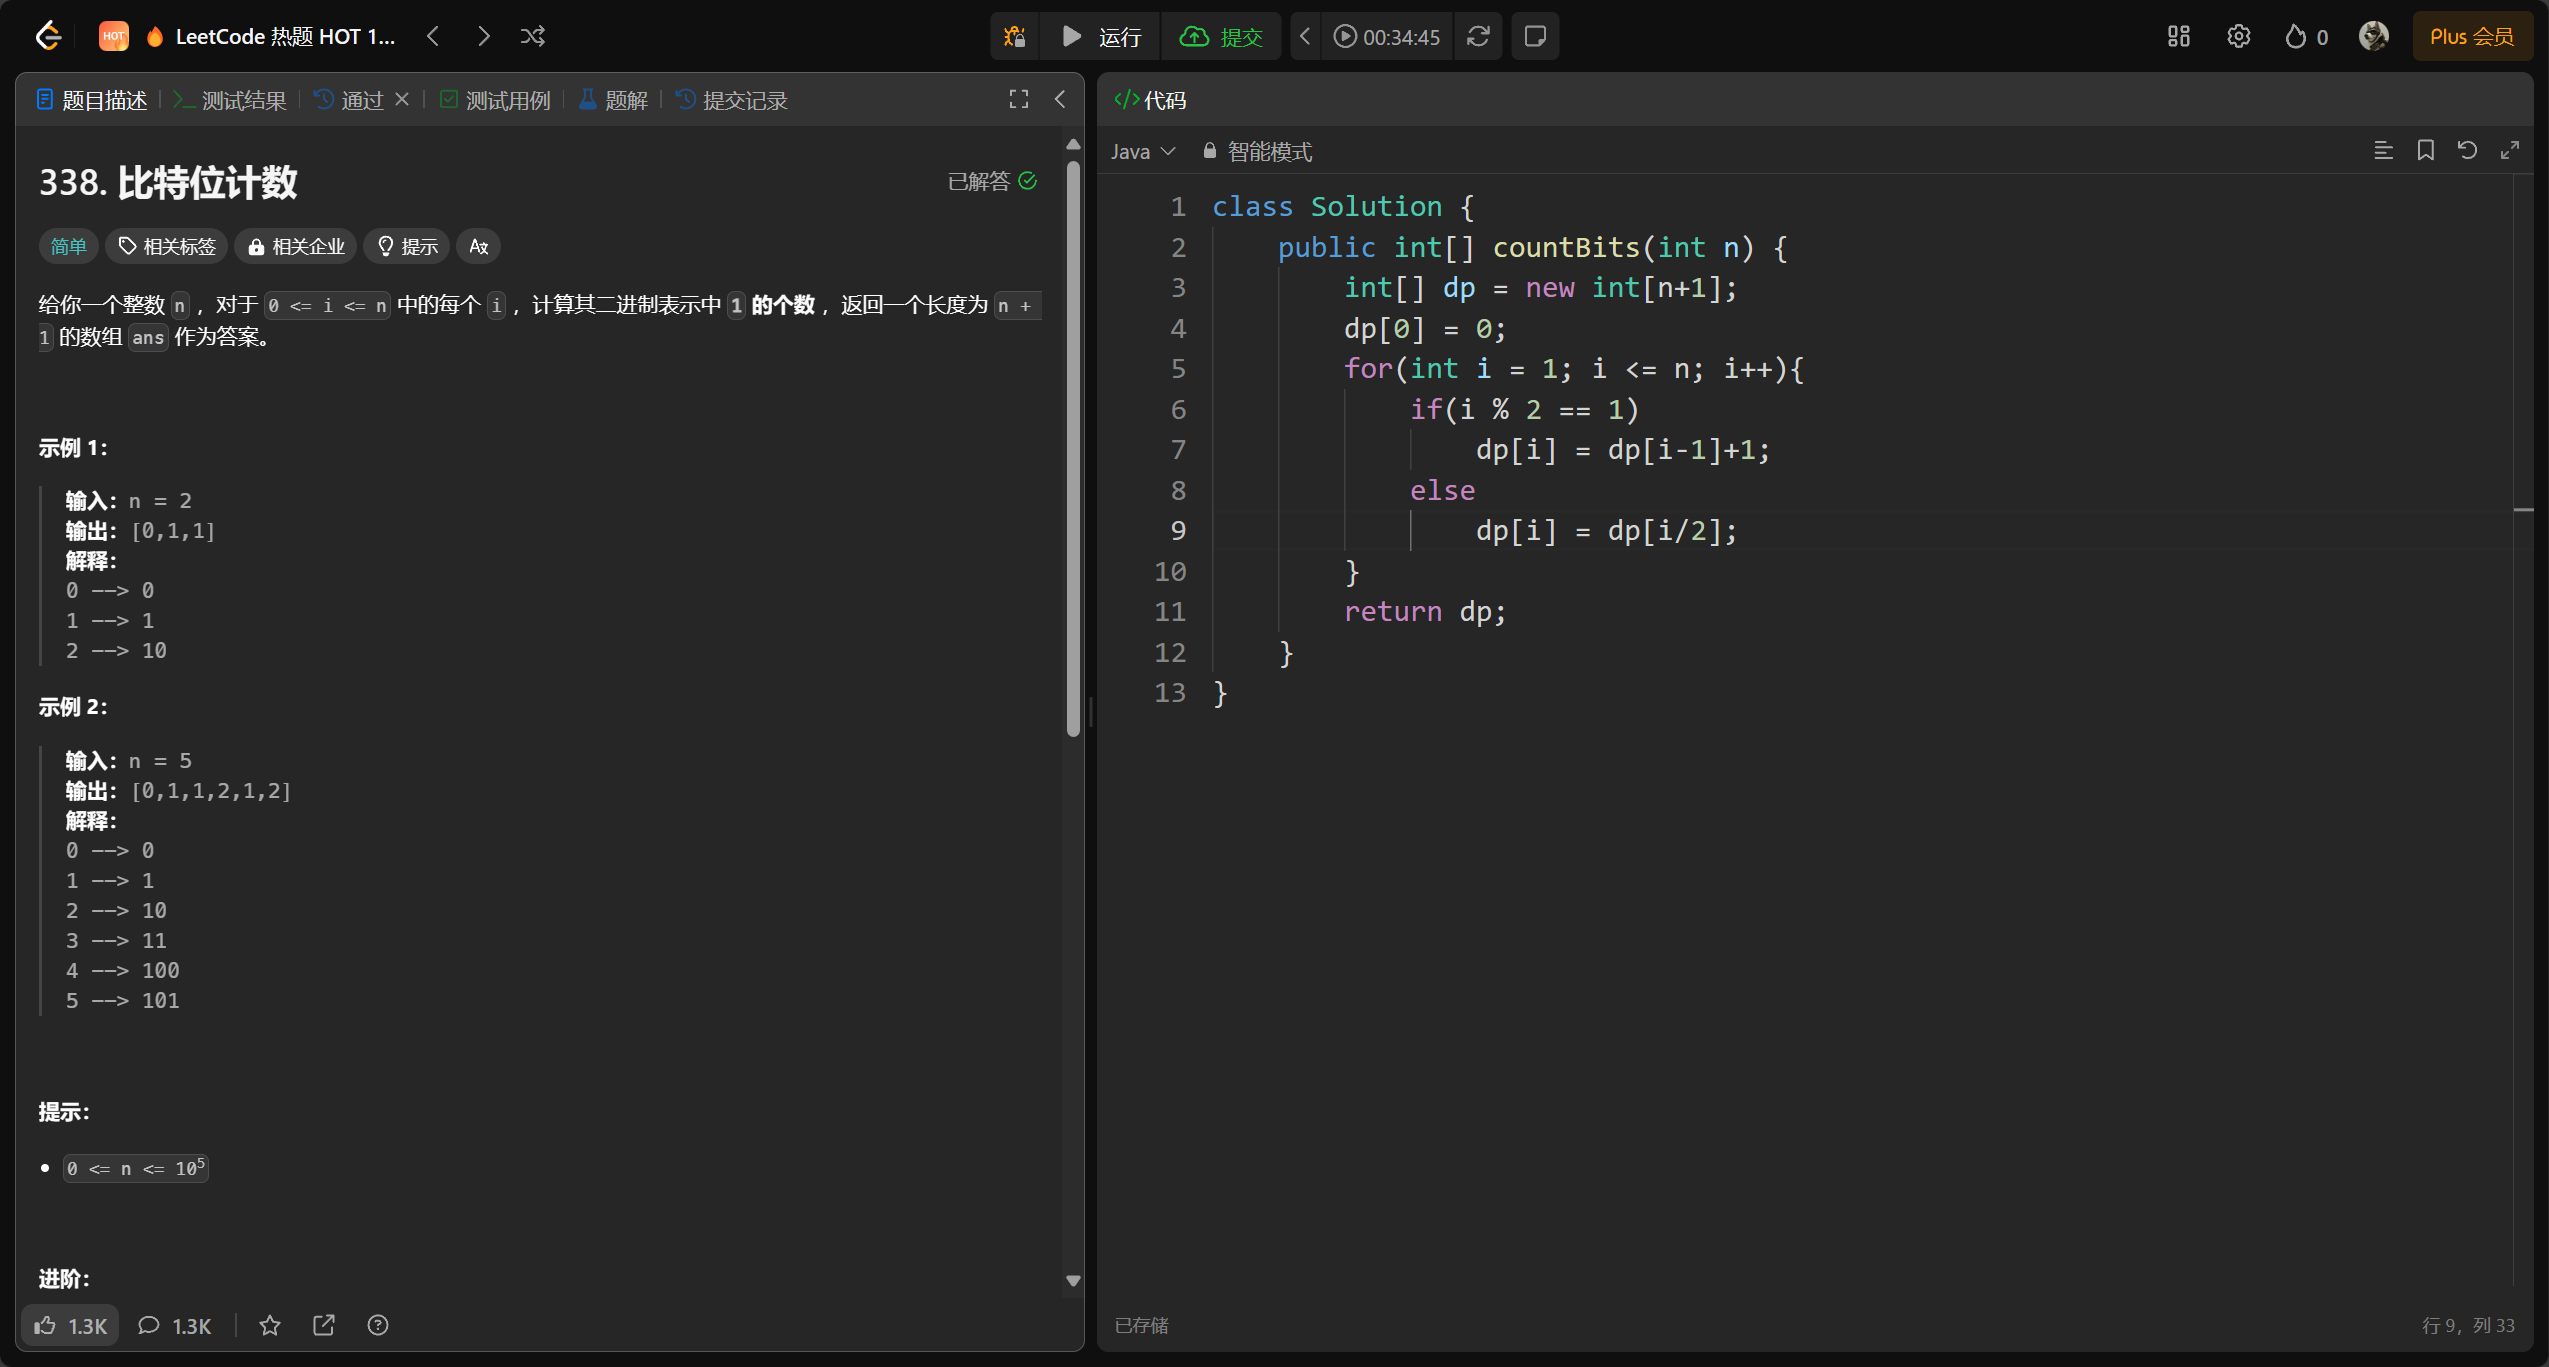 HOT LeetCode 热题 HOT 1...
运行
提交
00:34:45
0
Plus 会员
题目描述
测试结果
通过
测试用例
题解
提交记录
338. 比特位计数
已解答
简单
相关标签
相关企业
提示
给你一个整数 n ，对于 0 <= i <= n 中的每个 i ，计算其二进制表示中 1 的个数 ，返回一个长度为 n +
1 的数组 ans 作为答案。
示例 1：
输入：n = 2
输出：[0,1,1]
解释：
0 --> 0
1 --> 1
2 --> 10
示例 2：
输入：n = 5
输出：[0,1,1,2,1,2]
解释：
0 --> 0
1 --> 1
2 --> 10
3 --> 11
4 --> 100
5 --> 101
提示：
0 <= n <= 10⁵
进阶：
1.3K
1.3K
</>代码
Java
智能模式
1 class Solution {
2     public int[] countBits(int n) {
3         int[] dp = new int[n+1];
4         dp[0] = 0;
5         for(int i = 1; i <= n; i++){
6             if(i % 2 == 1)
7                 dp[i] = dp[i-1]+1;
8             else
9                 dp[i] = dp[i/2];
10         }
11         return dp;
12     }
13 }
已存储
行 9，列 33